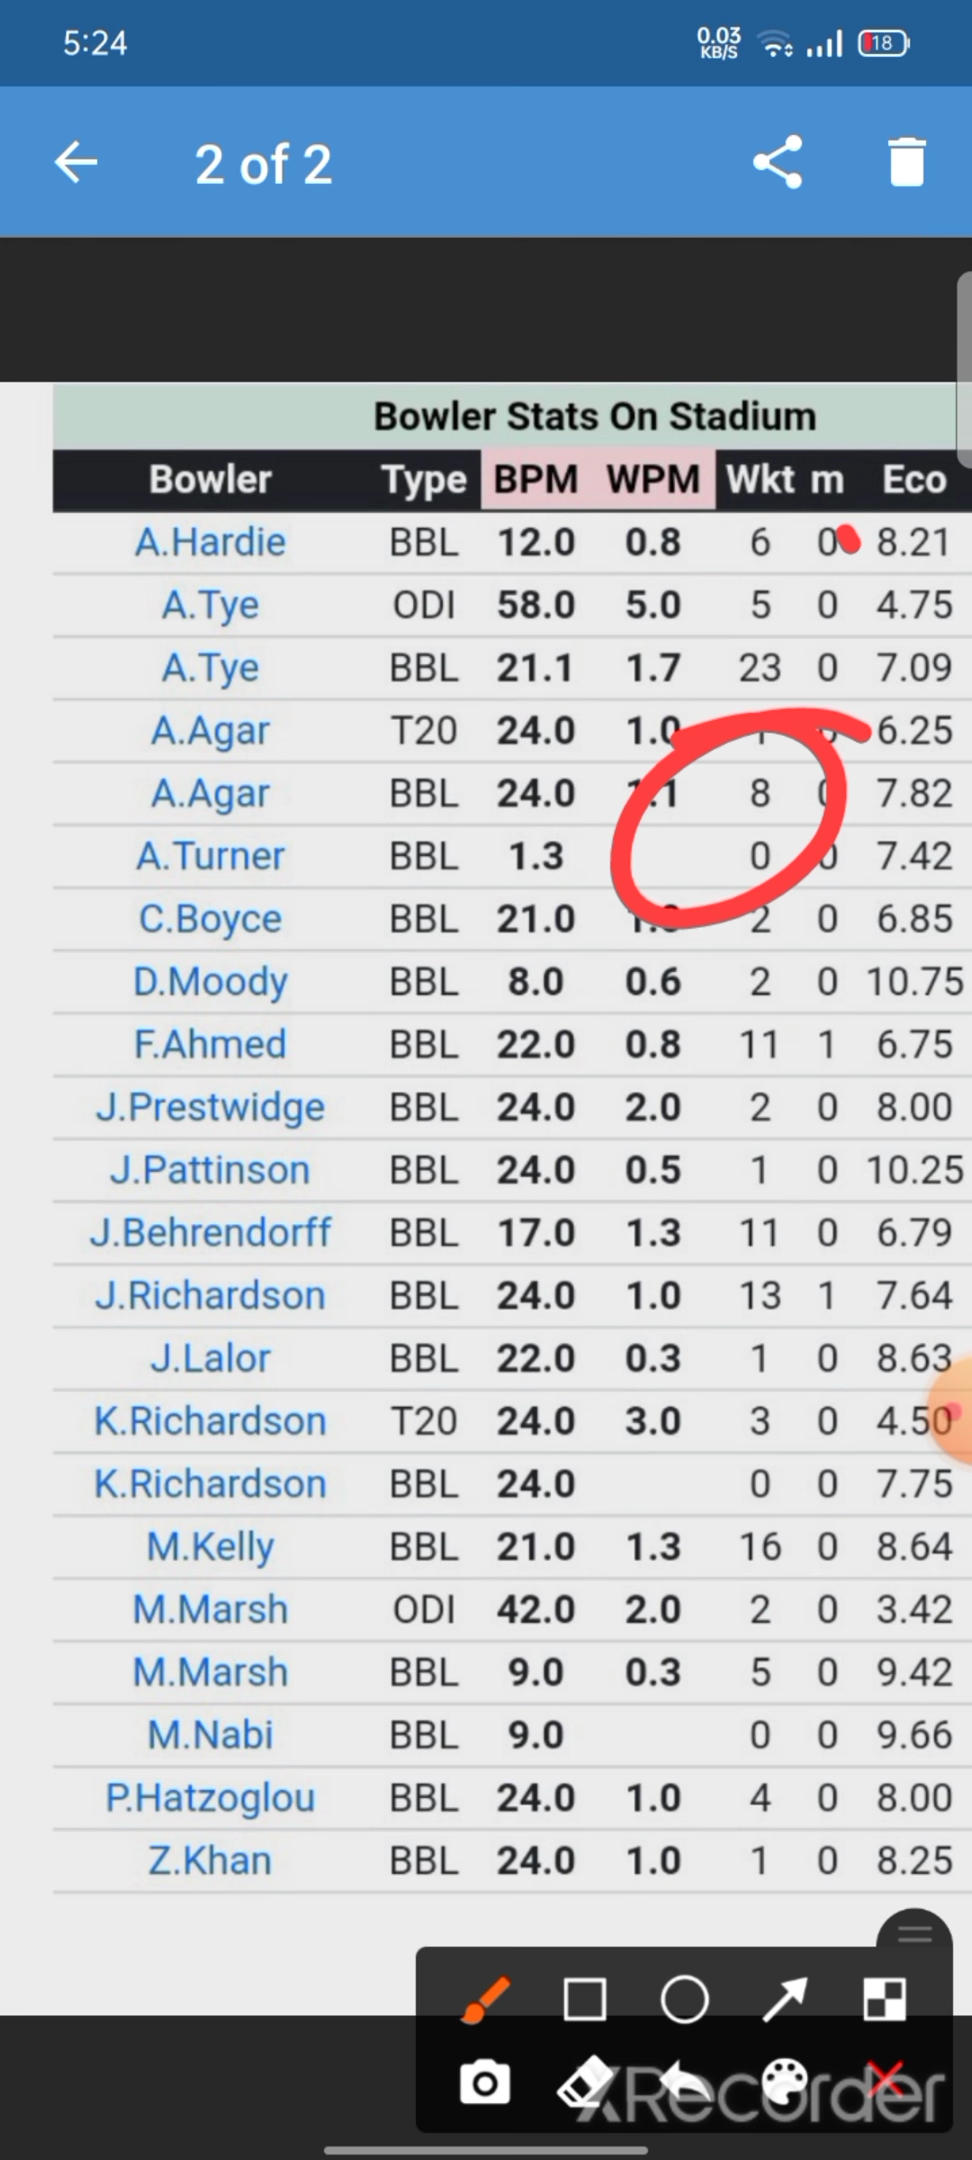 5:24
0.03 KB/S
18
2 of 2
Bowler Stats On Stadium
Bowler Type BPM WPM Wkt m Eco
A.Hardie BBL 12.0 0.8 6 0 8.21
A.Tye ODI 58.0 5.0 5 0 4.75
A.Tye BBL 21.1 1.7 23 0 7.09
A.Agar T20 24.0 1.0 6.25
A.Agar BBL 24.0 1.1 8 0 7.82
A.Turner BBL 1.3 0 0 7.42
C.Boyce BBL 21.0 2 0 6.85
D.Moody BBL 8.0 0.6 2 0 10.75
F.Ahmed BBL 22.0 0.8 11 1 6.75
J.Prestwidge BBL 24.0 2.0 2 0 8.00
J.Pattinson BBL 24.0 0.5 1 0 10.25
J.Behrendorff BBL 17.0 1.3 11 0 6.79
J.Richardson BBL 24.0 1.0 13 1 7.64
J.Lalor BBL 22.0 0.3 1 0 8.63
K.Richardson T20 24.0 3.0 3 0 4.50
K.Richardson BBL 24.0 0 0 7.75
M.Kelly BBL 21.0 1.3 16 0 8.64
M.Marsh ODI 42.0 2.0 2 0 3.42
M.Marsh BBL 9.0 0.3 5 0 9.42
M.Nabi BBL 9.0 0 0 9.66
P.Hatzoglou BBL 24.0 1.0 4 0 8.00
Z.Khan BBL 24.0 1.0 1 0 8.25
XRecorder